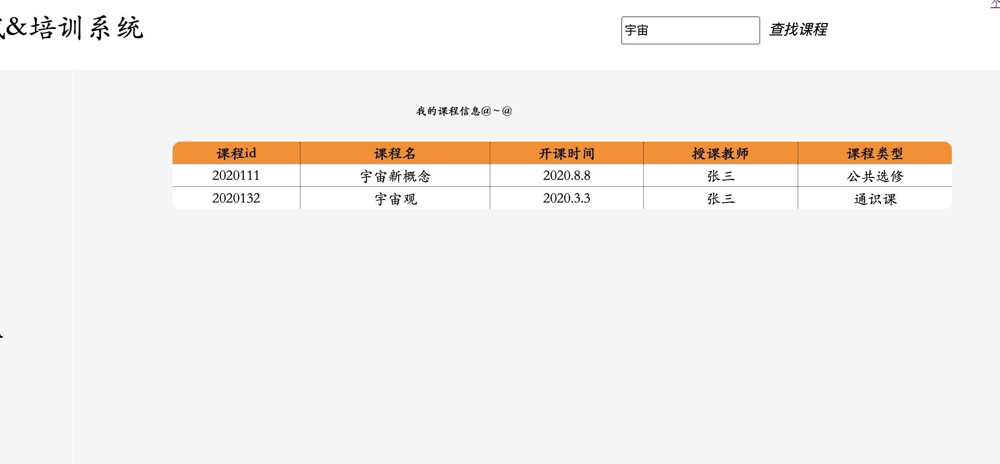 &培训系统
宇宙 查找课程
我的课程信息@~@
课程id 课程名 开课时间 授课教师 课程类型
2020111 宇宙新概念 2020.8.8 张三 公共选修
2020132 宇宙观 2020.3.3 张三 通识课